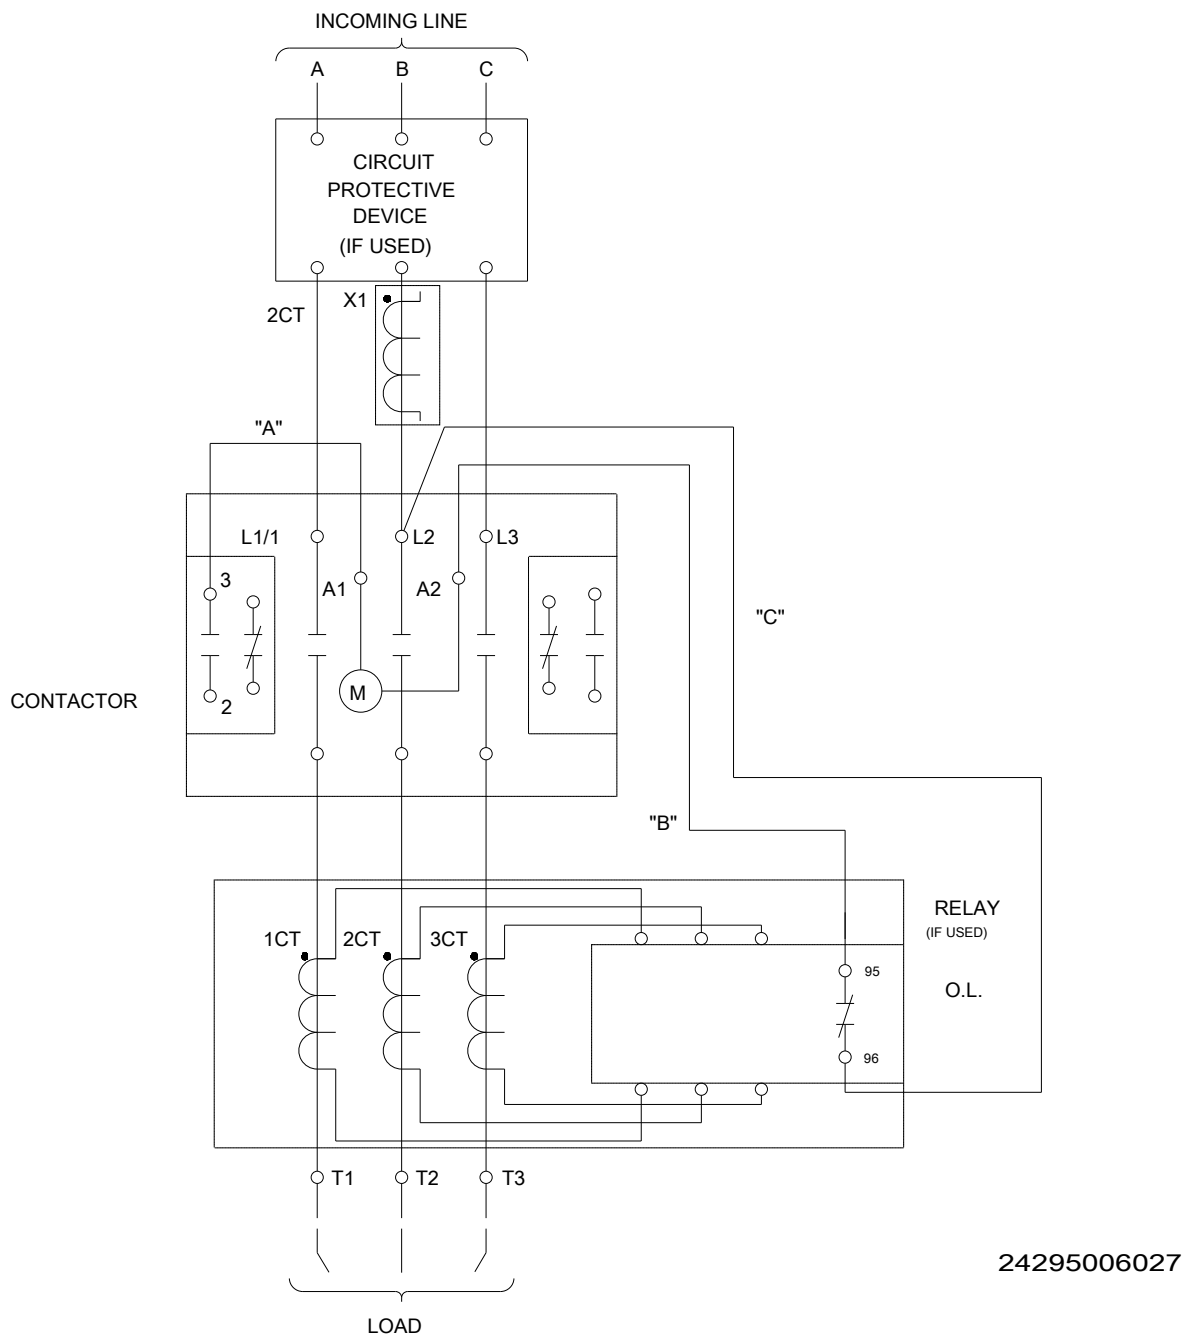 INCOMING LINE
A B C
CIRCUIT
PROTECTIVE
DEVICE
(IF USED)
X1
2CT
"A"
L1/1 L2 L3
3 A1 A2
"C"
M
2
CONTACTOR
"B"
RELAY
(IF USED)
1CT 2CT 3CT
95
O.L.
96
T1 T2 T3
24295006027
LOAD